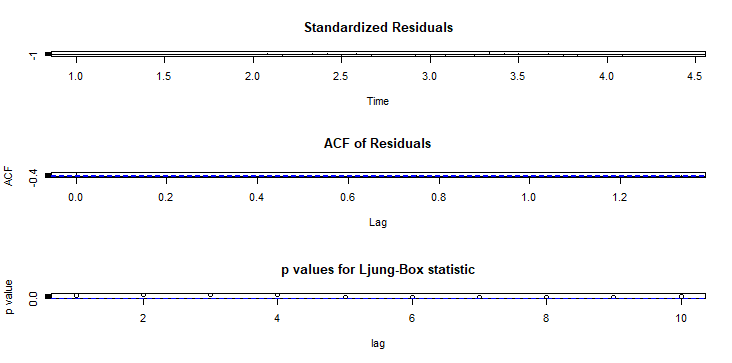 Standardized Residuals
-1
1.0 1.5 2.0 2.5 3.0 3.5 4.0 4.5
Time
ACF of Residuals
ACF
-0.4
0.0 0.2 0.4 0.6 0.8 1.0 1.2
Lag
p values for Ljung-Box statistic
p value
0.0
2 4 6 8 10
lag